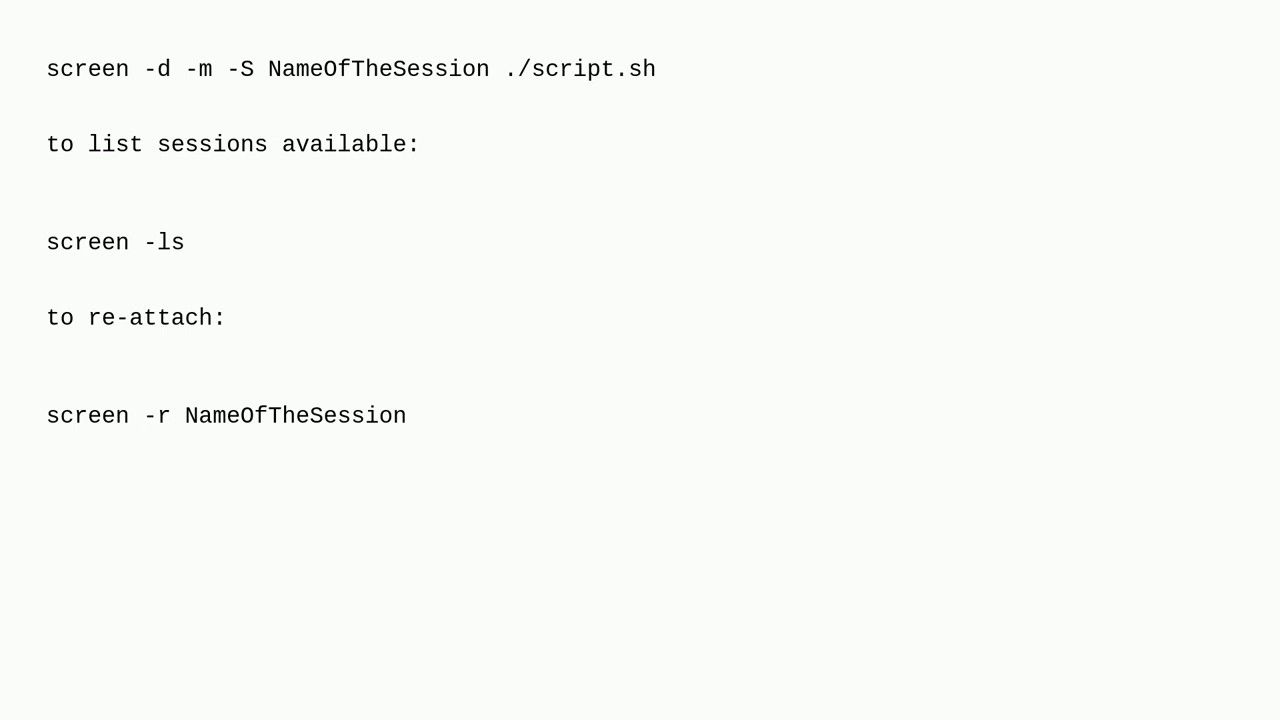 screen -d -m -S NameOfTheSession ./script.sh
to list sessions available:
screen -ls
to re-attach:
screen -r NameOfTheSession